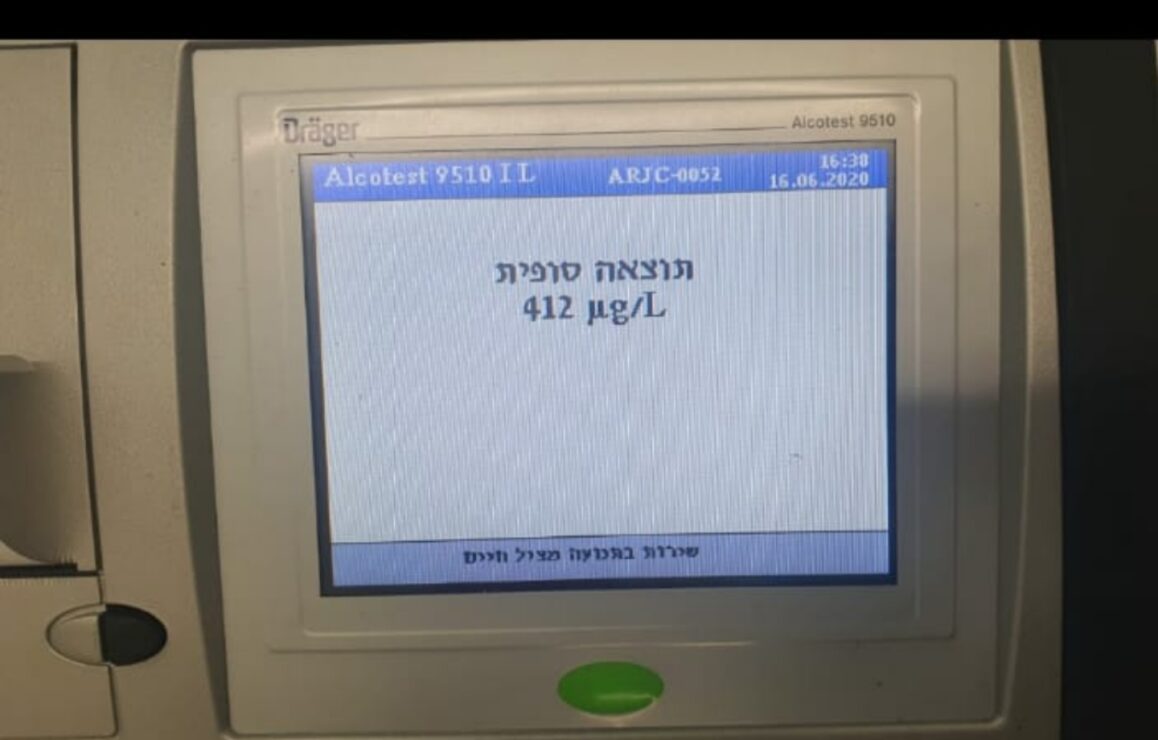 Dräger
Alcotest 9510
Alcotest 9510 IL
ARJC-0052
16:38
16.06.2020
תוצאה סופית
412 µg/L
שירות בתנועה מציל חיים